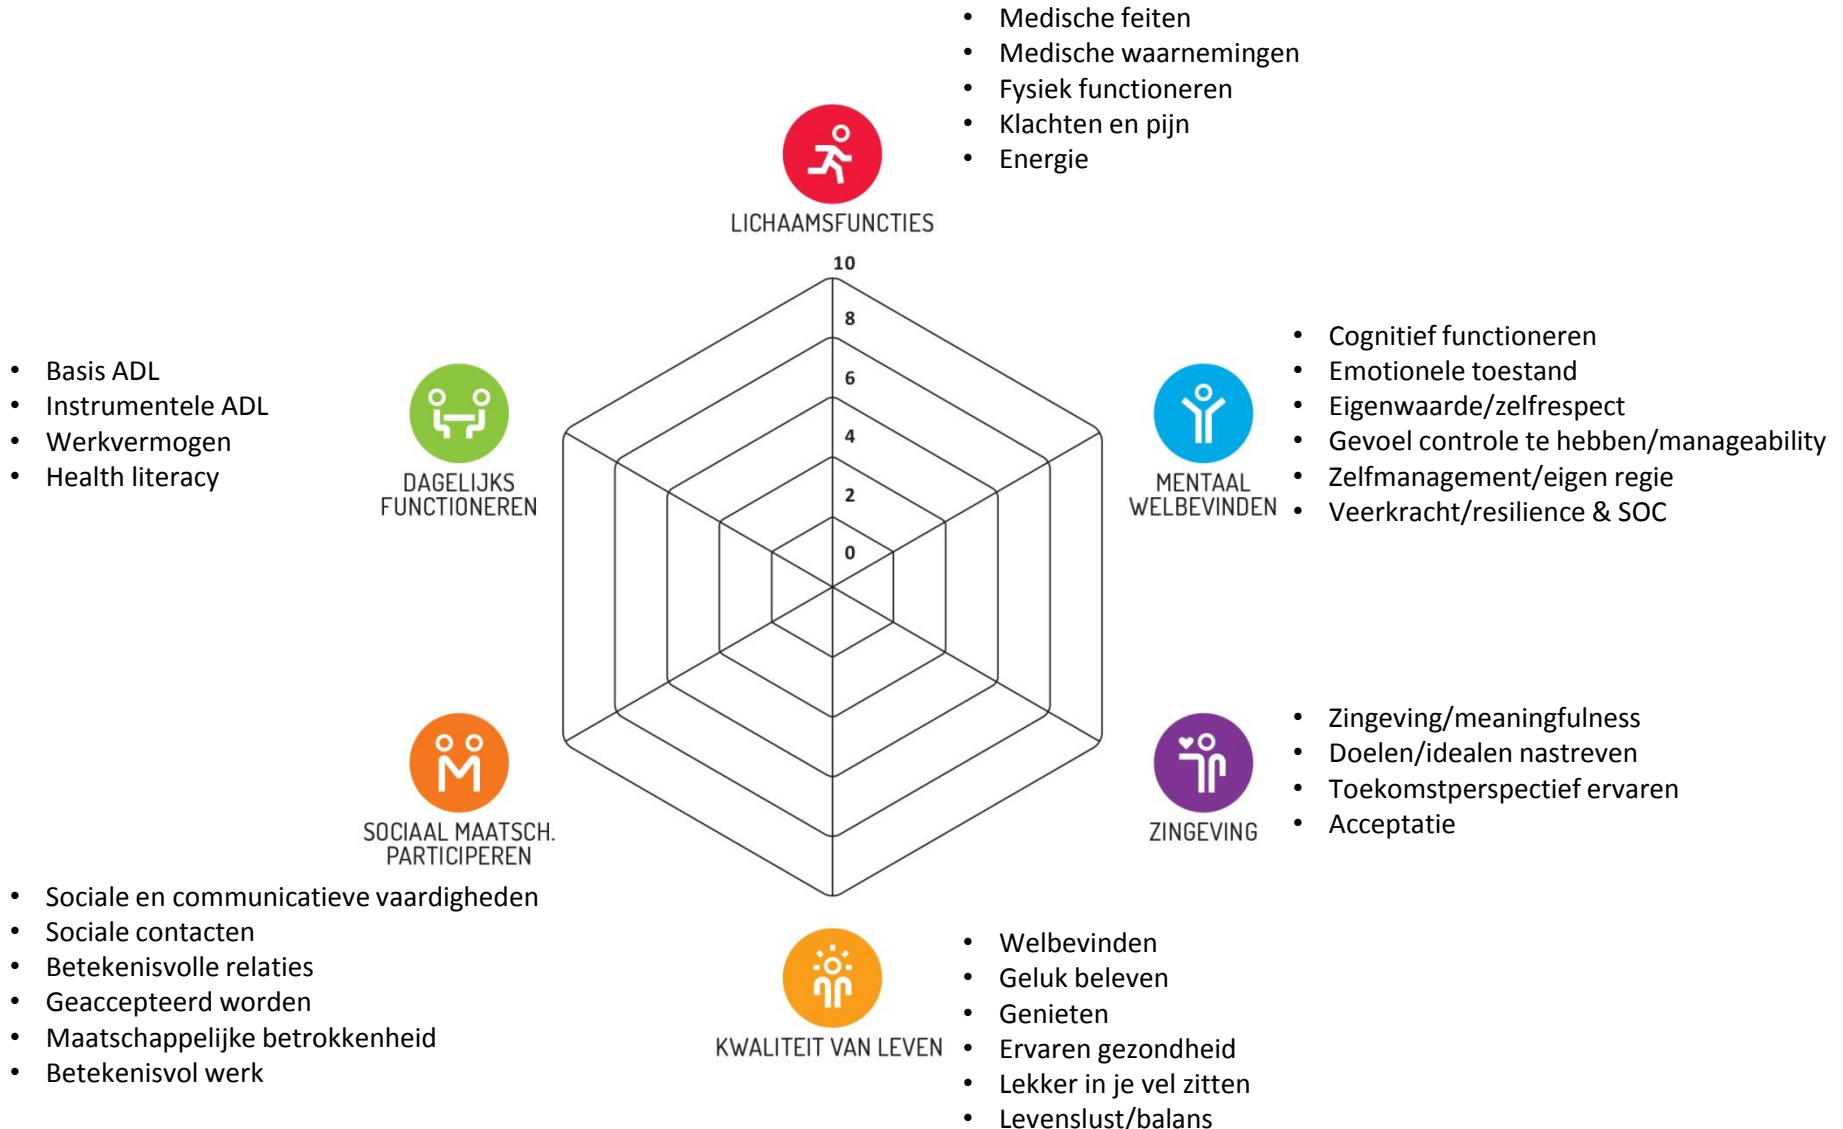 • Medische feiten
• Medische waarnemingen
• Fysiek functioneren
• Klachten en pijn
• Energie
LICHAAMSFUNCTIES
10
8
6
4
2
0
• Basis ADL
• Instrumentele ADL
• Werkvermogen
• Health literacy
DAGELIJKS
FUNCTIONEREN
MENTAAL
WELBEVINDEN
• Cognitief functioneren
• Emotionele toestand
• Eigenwaarde/zelfrespect
• Gevoel controle te hebben/manageability
• Zelfmanagement/eigen regie
• Veerkracht/resilience & SOC
SOCIAAL MAATSCH.
PARTICIPEREN
• Sociale en communicatieve vaardigheden
• Sociale contacten
• Betekenisvolle relaties
• Geaccepteerd worden
• Maatschappelijke betrokkenheid
• Betekenisvol werk
ZINGEVING
• Zingeving/meaningfulness
• Doelen/idealen nastreven
• Toekomstperspectief ervaren
• Acceptatie
KWALITEIT VAN LEVEN
• Welbevinden
• Geluk beleven
• Genieten
• Ervaren gezondheid
• Lekker in je vel zitten
• Levenslust/balans